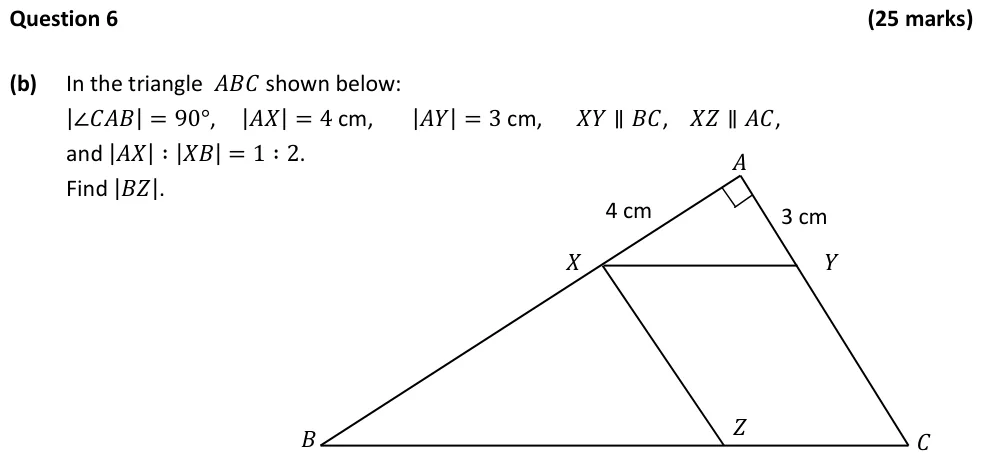 Question 6 (25 marks)
(b) In the triangle ABC shown below:
|∠CAB| = 90°, |AX| = 4 cm, |AY| = 3 cm, XY ∥ BC, XZ ∥ AC,
and |AX| : |XB| = 1 : 2.
Find |BZ|.
A
4 cm
3 cm
X
Y
Z
B
C